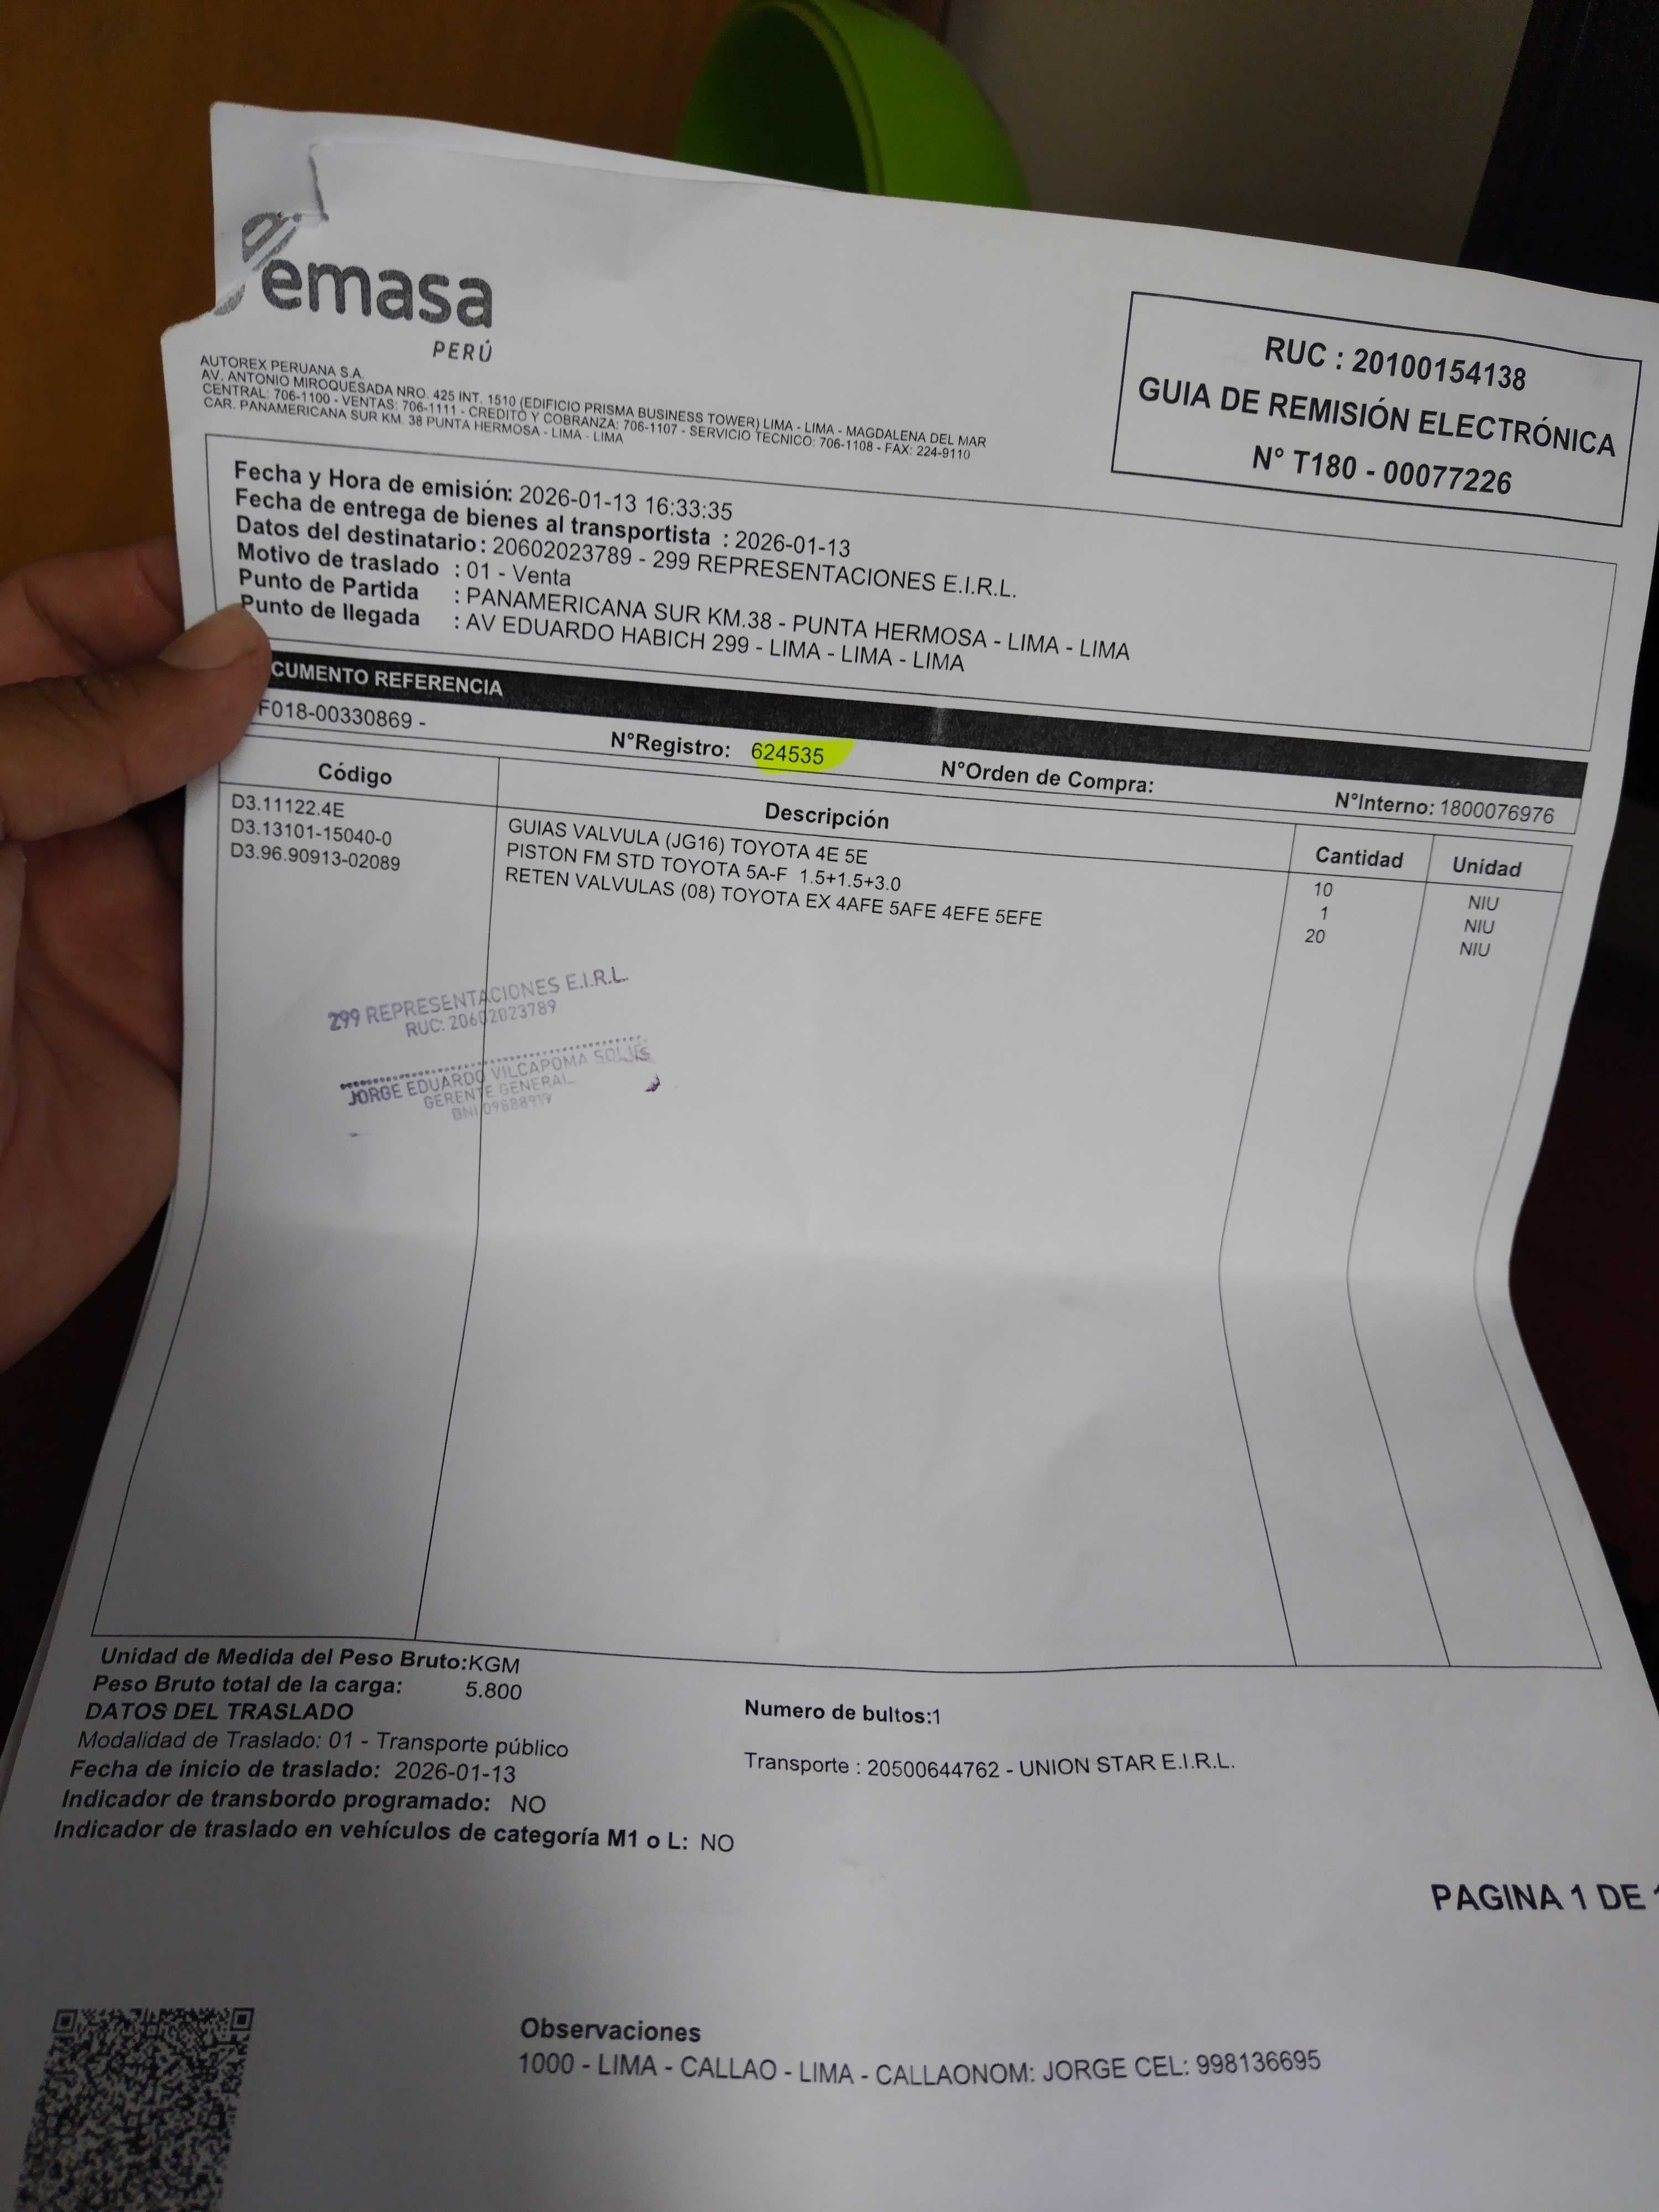 emasa
PERÚ
AUTOREX PERUANA S.A.
AV. ANTONIO MIROQUESADA NRO. 425 INT. 1510 (EDIFICIO PRISMA BUSINESS TOWER) LIMA - LIMA - MAGDALENA DEL MAR
CENTRAL: 706-1100 - VENTAS: 706-1111 - CREDITO Y COBRANZA: 706-1107 - SERVICIO TECNICO: 706-1108 - FAX: 224-9110
CAR. PANAMERICANA SUR KM. 38 PUNTA HERMOSA - LIMA - LIMA
RUC : 20100154138
GUIA DE REMISIÓN ELECTRÓNICA
N° T180 - 00077226
Fecha y Hora de emisión: 2026-01-13 16:33:35
Fecha de entrega de bienes al transportista : 2026-01-13
Datos del destinatario : 20602023789 - 299 REPRESENTACIONES E.I.R.L.
Motivo de traslado : 01 - Venta
Punto de Partida : PANAMERICANA SUR KM.38 - PUNTA HERMOSA - LIMA - LIMA
Punto de llegada : AV EDUARDO HABICH 299 - LIMA - LIMA - LIMA
CUMENTO REFERENCIA
F018-00330869 -
N°Registro: 624535 N°Orden de Compra: N°Interno: 1800076976
Código Descripción Cantidad Unidad
D3.11122.4E GUIAS VALVULA (JG16) TOYOTA 4E 5E 10 NIU
D3.13101-15040-0 PISTON FM STD TOYOTA 5A-F 1.5+1.5+3.0 1 NIU
D3.96.90913-02089 RETEN VALVULAS (08) TOYOTA EX 4AFE 5AFE 4EFE 5EFE 20 NIU
299 REPRESENTACIONES E.I.R.L.
RUC: 20602023789
JORGE EDUARDO VILCAPOMA SOLIS
GERENTE GENERAL
Unidad de Medida del Peso Bruto:KGM
Peso Bruto total de la carga: 5.800
DATOS DEL TRASLADO
Numero de bultos:1
Modalidad de Traslado: 01 - Transporte público
Transporte : 20500644762 - UNION STAR E.I.R.L.
Fecha de inicio de traslado: 2026-01-13
Indicador de transbordo programado: NO
Indicador de traslado en vehículos de categoría M1 o L: NO
PAGINA 1 DE
Observaciones
1000 - LIMA - CALLAO - LIMA - CALLAONOM: JORGE CEL: 998136695